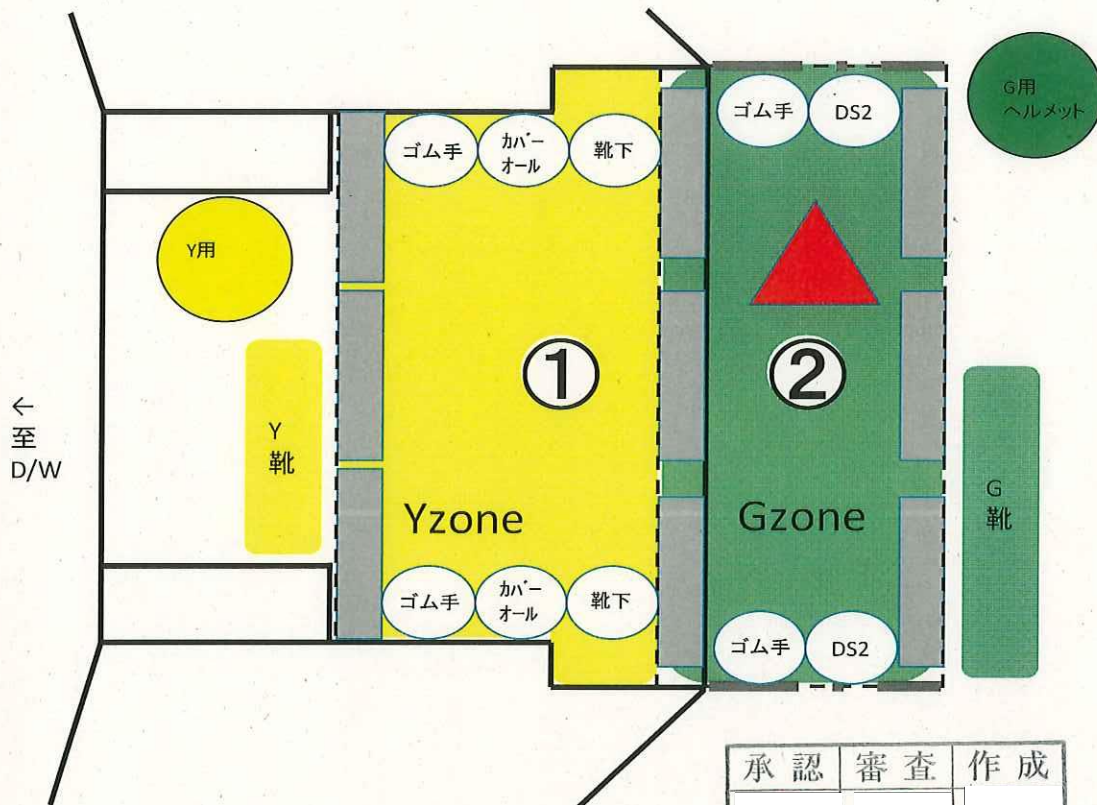 G用
ヘルメット
ゴム手
DS2
ゴム手
カバー
オール
靴下
Y用
①
②
←
至
D/W
Y
靴
G
靴
Yzone
Gzone
ゴム手
カバー
オール
靴下
ゴム手
DS2
承認
審査
作成